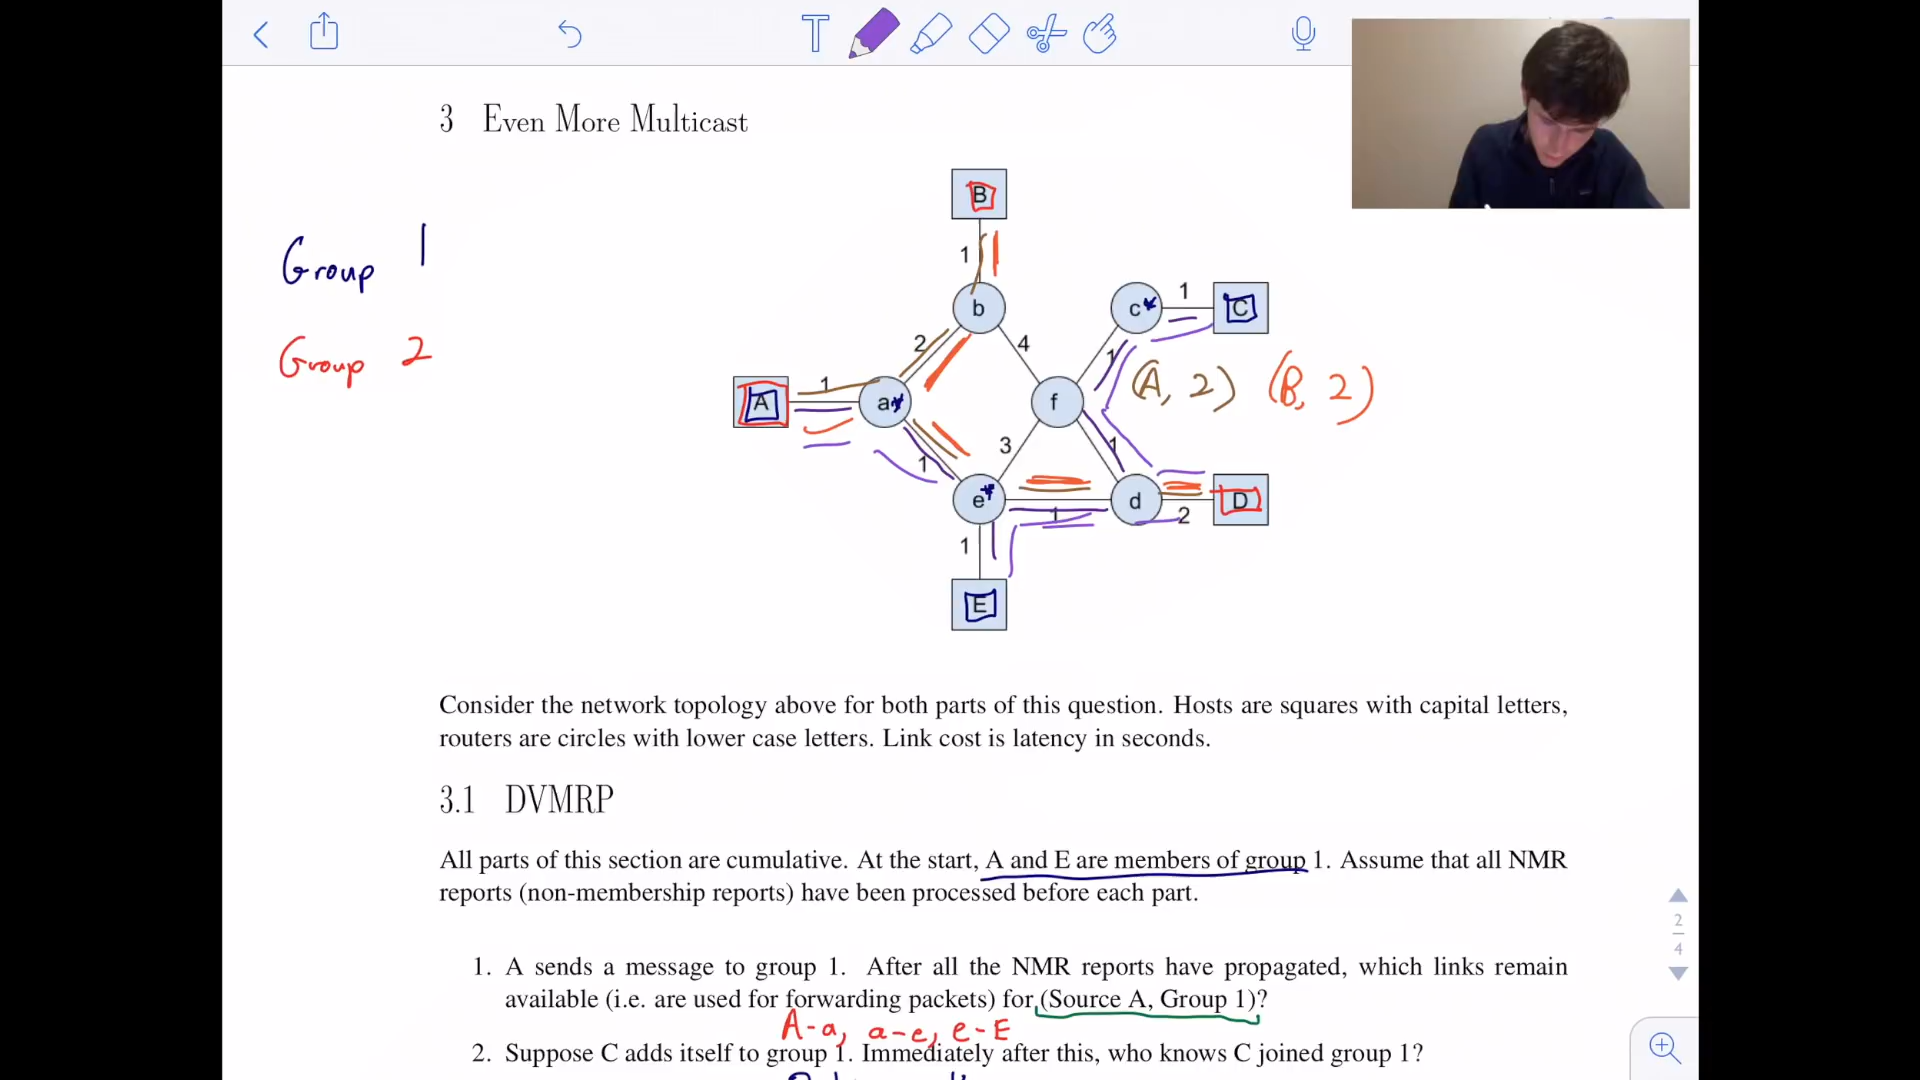 T
3 Even More Multicast
B
Group 1
1
b
c* 1 C
Group 2
2
4
1
(A, 2) (B, 2)
A 1 a
f
1
3
1
e* d D
1
2
1
E
Consider the network topology above for both parts of this question. Hosts are squares with capital letters,
routers are circles with lower case letters. Link cost is latency in seconds.
3.1 DVMRP
All parts of this section are cumulative. At the start, A and E are members of group 1. Assume that all NMR
reports (non-membership reports) have been processed before each part.
2
4
1. A sends a message to group 1. After all the NMR reports have propagated, which links remain
available (i.e. are used for forwarding packets) for (Source A, Group 1)?
A-a, a-e, e-E
2. Suppose C adds itself to group 1. Immediately after this, who knows C joined group 1?